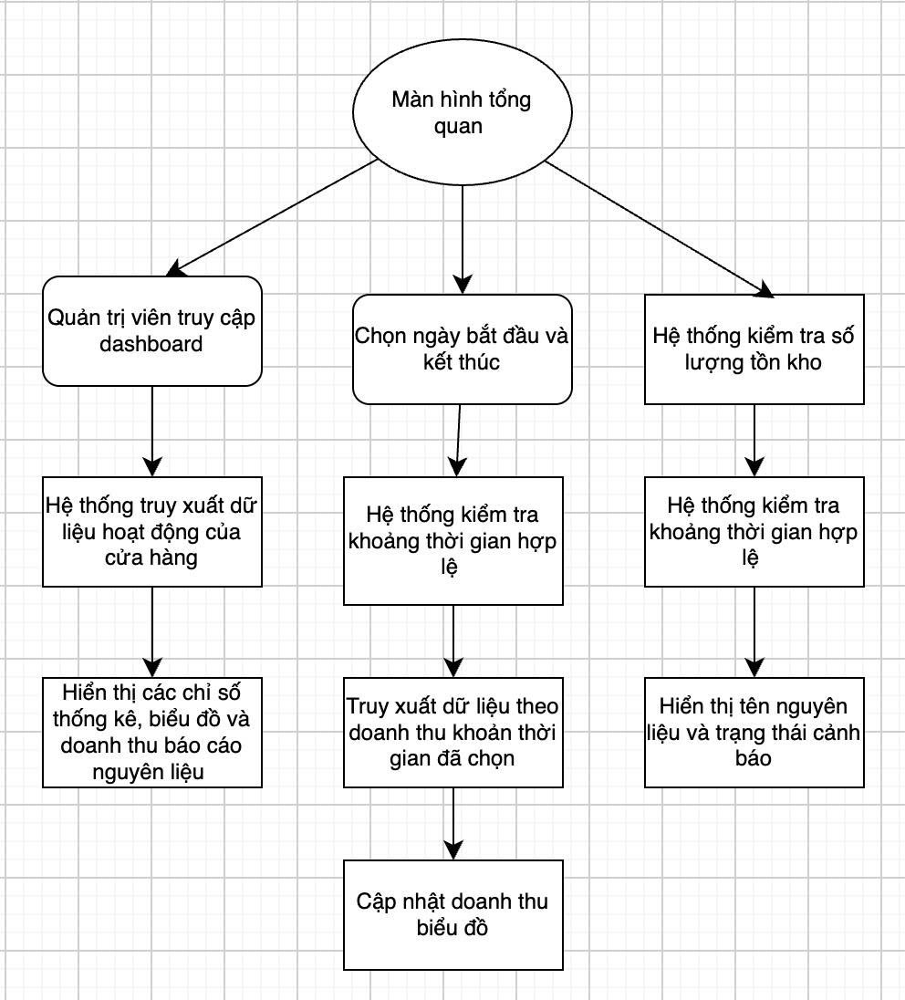 Màn hình tổng
quan
Quản trị viên truy cập
dashboard
Chọn ngày bắt đầu và
kết thúc
Hệ thống kiểm tra số
lượng tồn kho
Hệ thống truy xuất dữ
liệu hoạt động của
cửa hàng
Hệ thống kiểm tra
khoảng thời gian hợp
lệ
Hệ thống kiểm tra
khoảng thời gian hợp
lệ
Hiển thị các chỉ số
thống kê, biểu đồ và
doanh thu báo cáo
nguyên liệu
Truy xuất dữ liệu theo
doanh thu khoản thời
gian đã chọn
Hiển thị tên nguyên
liệu và trạng thái cảnh
báo
Cập nhật doanh thu
biểu đồ